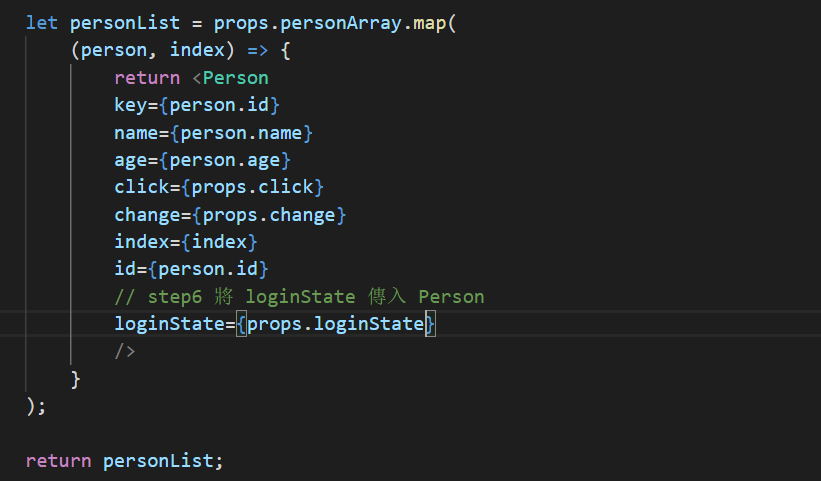 let personList = props.personArray.map(
(person, index) => {
return <Person
key={person.id}
name={person.name}
age={person.age}
click={props.click}
change={props.change}
index={index}
id={person.id}
// step6 將 loginState 傳入 Person
loginState={props.loginState}
/>
}
);
return personList;